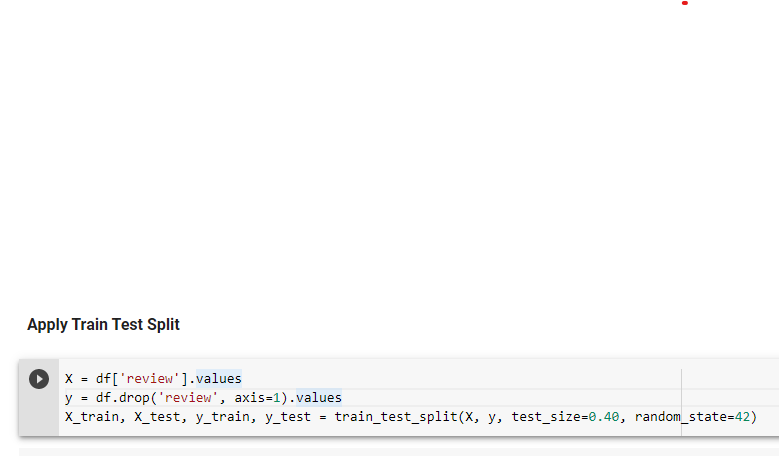 Apply Train Test Split
X = df['review'].values
y = df.drop('review', axis=1).values
X_train, X_test, y_train, y_test = train_test_split(X, y, test_size=0.40, random_state=42)